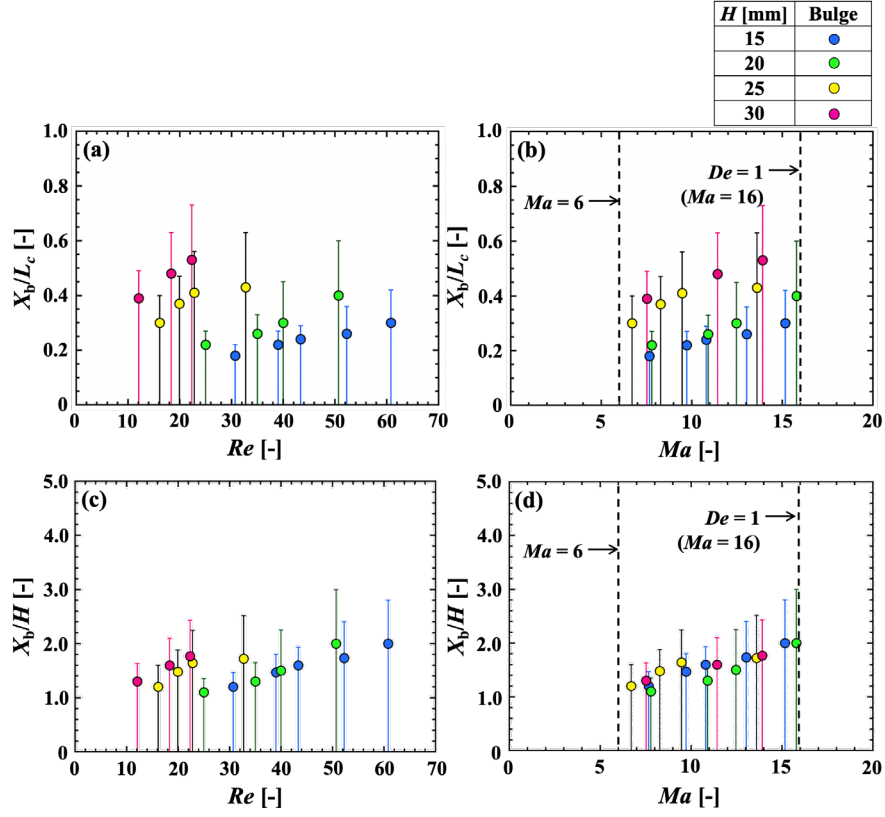 H [mm] Bulge
15
20
25
30
(a)
1.0
0.8
0.6
0.4
0.2
0
X_b/L_c [-]
0 10 20 30 40 50 60 70
Re [-]
(b)
De = 1
(Ma = 16)
Ma = 6
1.0
0.8
0.6
0.4
0.2
0
X_b/L_c [-]
0 5 10 15 20
Ma [-]
(c)
5.0
4.0
3.0
2.0
1.0
0
X_b/H [-]
0 10 20 30 40 50 60 70
Re [-]
(d)
De = 1
(Ma = 16)
Ma = 6
5.0
4.0
3.0
2.0
1.0
0
X_b/H [-]
0 5 10 15 20
Ma [-]